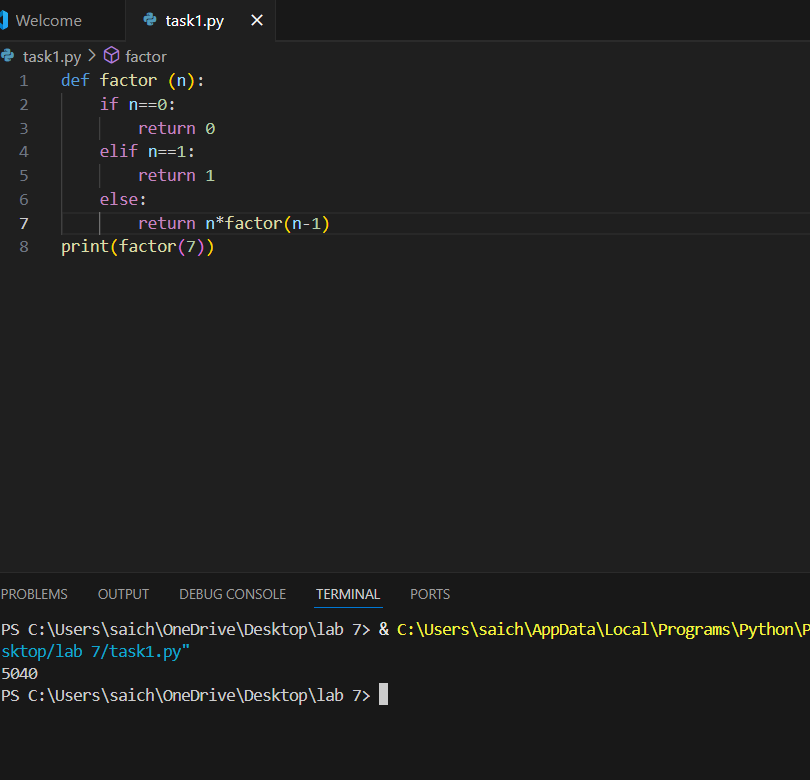 Welcome task1.py ×
task1.py > factor
1 def factor (n):
2     if n==0:
3         return 0
4     elif n==1:
5         return 1
6     else:
7         return n*factor(n-1)
8 print(factor(7))
PROBLEMS OUTPUT DEBUG CONSOLE TERMINAL PORTS
PS C:\Users\saich\OneDrive\Desktop\lab 7> & C:\Users\saich\AppData\Local\Programs\Python\P
sktop/lab 7/task1.py"
5040
PS C:\Users\saich\OneDrive\Desktop\lab 7>